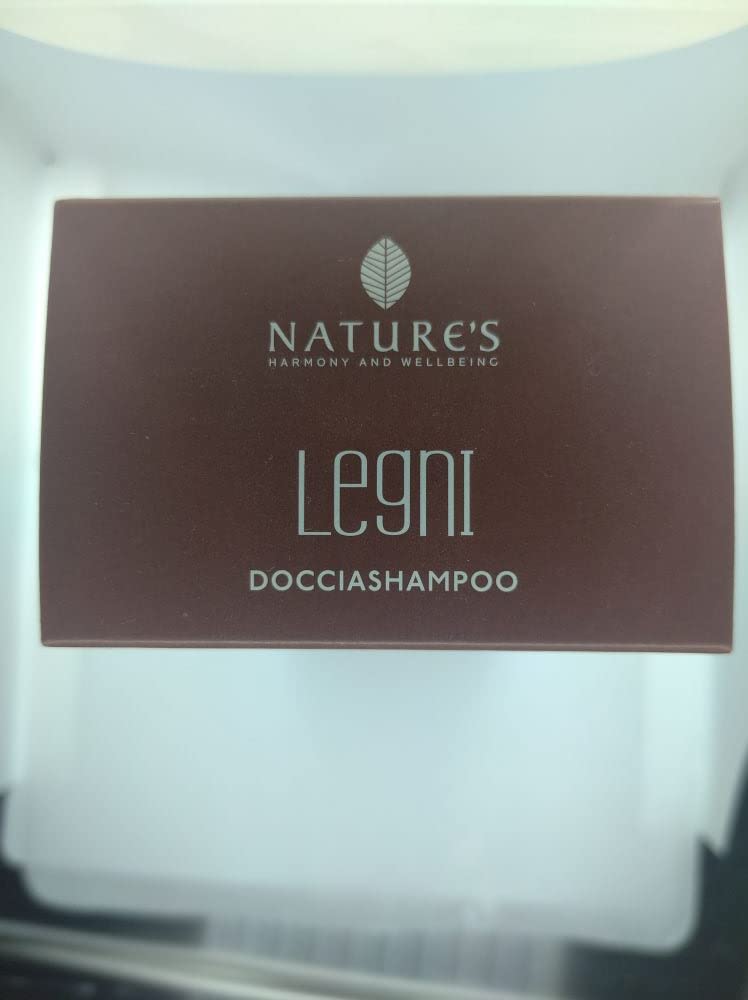 NATURE'S
HARMONY AND WELLBEING
LegnI
DOCCIASHAMPOO